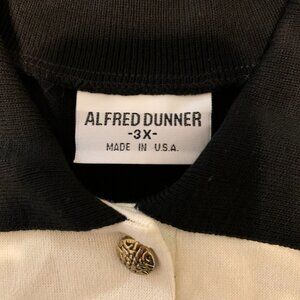 ALFRED DUNNER
-3X-
MADE IN U.S.A.